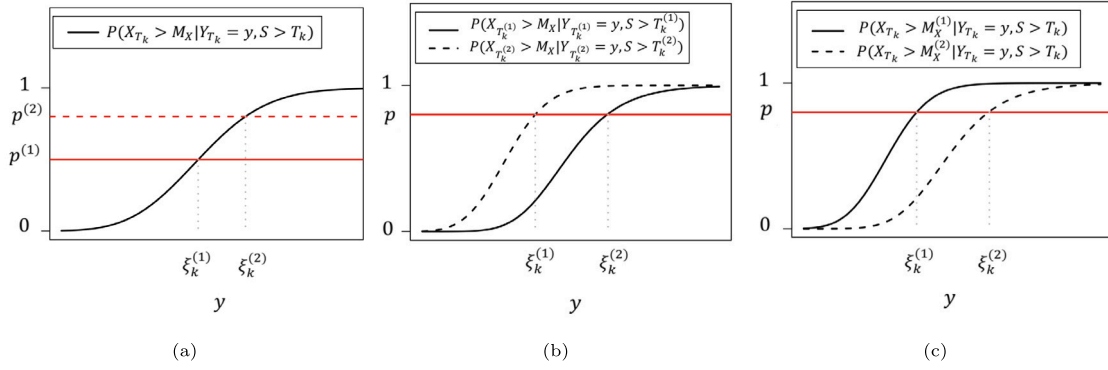 P(X_{T_k} > M_X|Y_{T_k} = y, S > T_k)
1
p^{(2)}
p^{(1)}
0
ξ_k^{(1)} ξ_k^{(2)}
y
(a)
P(X_{T_k^{(1)}} > M_X|Y_{T_k^{(1)}} = y, S > T_k^{(1)})
P(X_{T_k^{(2)}} > M_X|Y_{T_k^{(2)}} = y, S > T_k^{(2)})
1
p
0
ξ_k^{(1)} ξ_k^{(2)}
y
(b)
P(X_{T_k} > M_X^{(1)}|Y_{T_k} = y, S > T_k)
P(X_{T_k} > M_X^{(2)}|Y_{T_k} = y, S > T_k)
1
p
0
ξ_k^{(1)} ξ_k^{(2)}
y
(c)